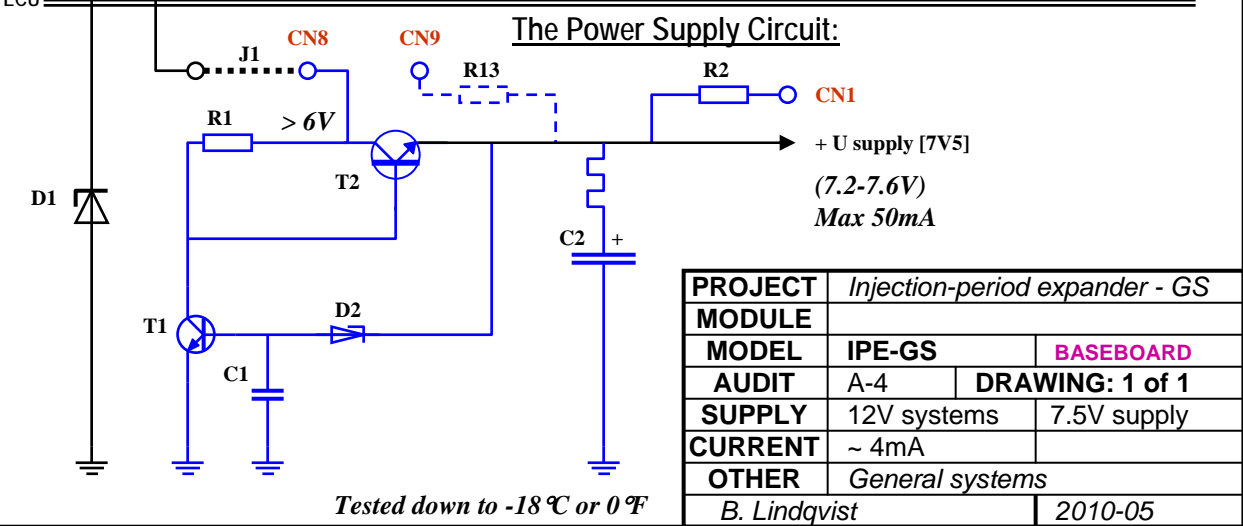 ECU
The Power Supply Circuit:
CN8
CN9
J1
R13
R2
CN1
R1
> 6V
+ U supply [7V5]
T2
(7.2-7.6V)
D1
Max 50mA
C2 +
D2
T1
C1
PROJECT Injection-period expander - GS
MODULE
MODEL IPE-GS BASEBOARD
AUDIT A-4 DRAWING: 1 of 1
SUPPLY 12V systems 7.5V supply
CURRENT ~ 4mA
OTHER General systems
B. Lindqvist 2010-05
Tested down to -18°C or 0°F